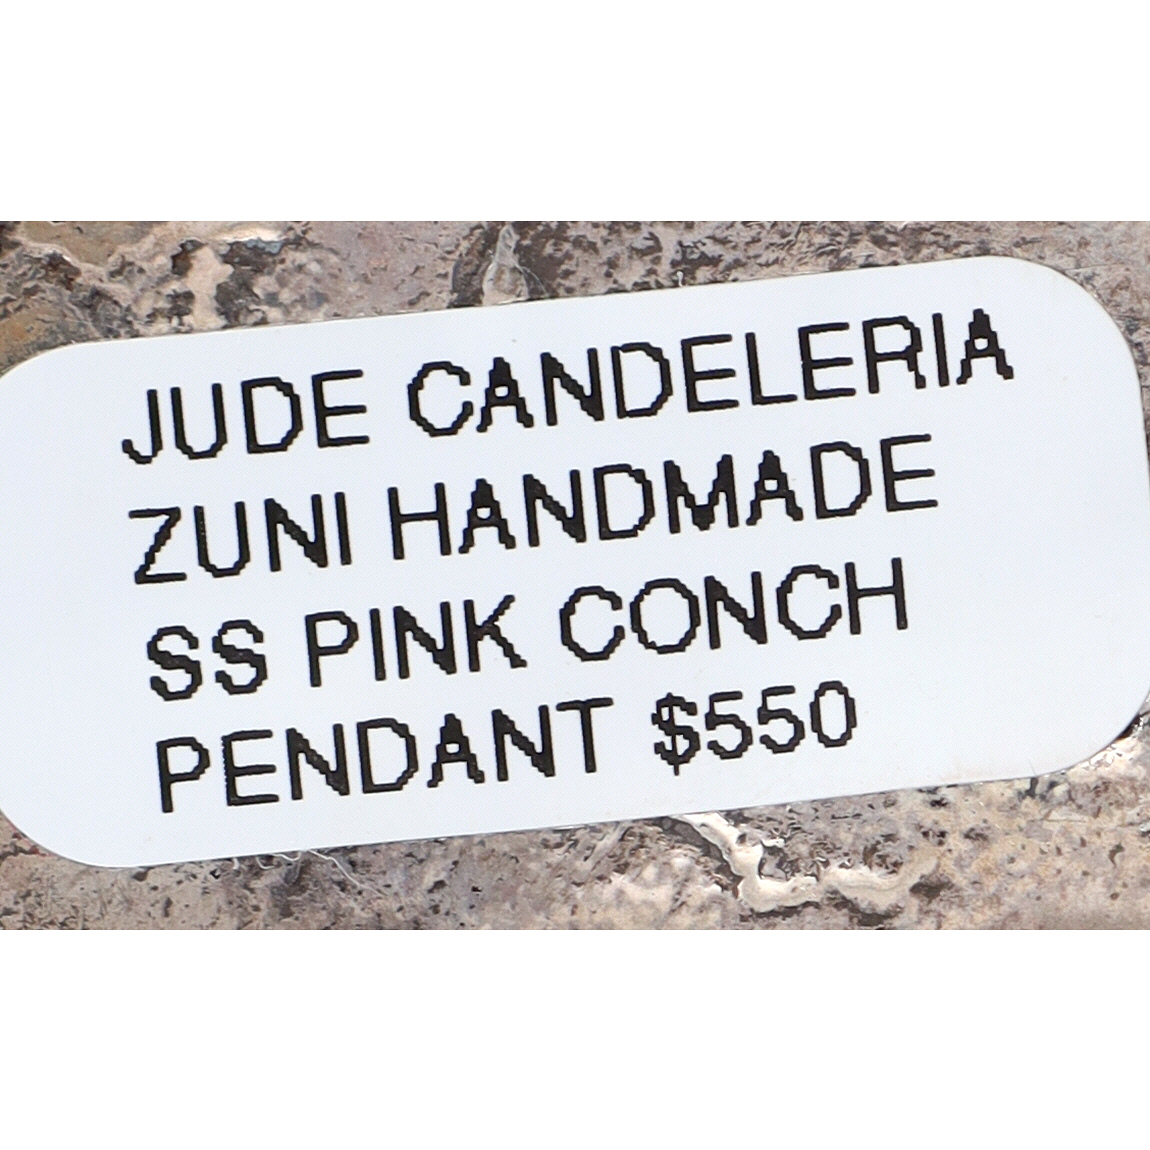 JUDE CANDELERIA
ZUNI HANDMADE
SS PINK CONCH
PENDANT $550